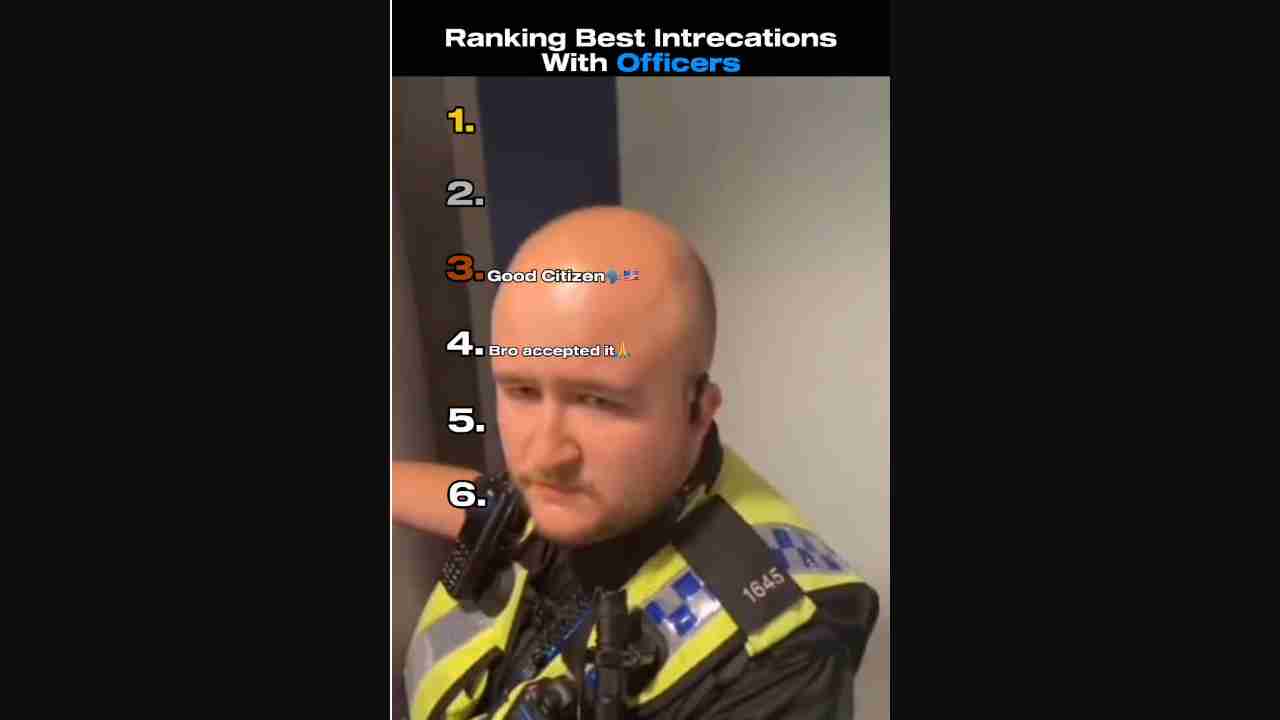 Ranking Best Intrecations
With Officers
1.
2.
3. Good Citizen🗣️🇺🇸
4. Bro accepted it🙏
5.
6.
1645